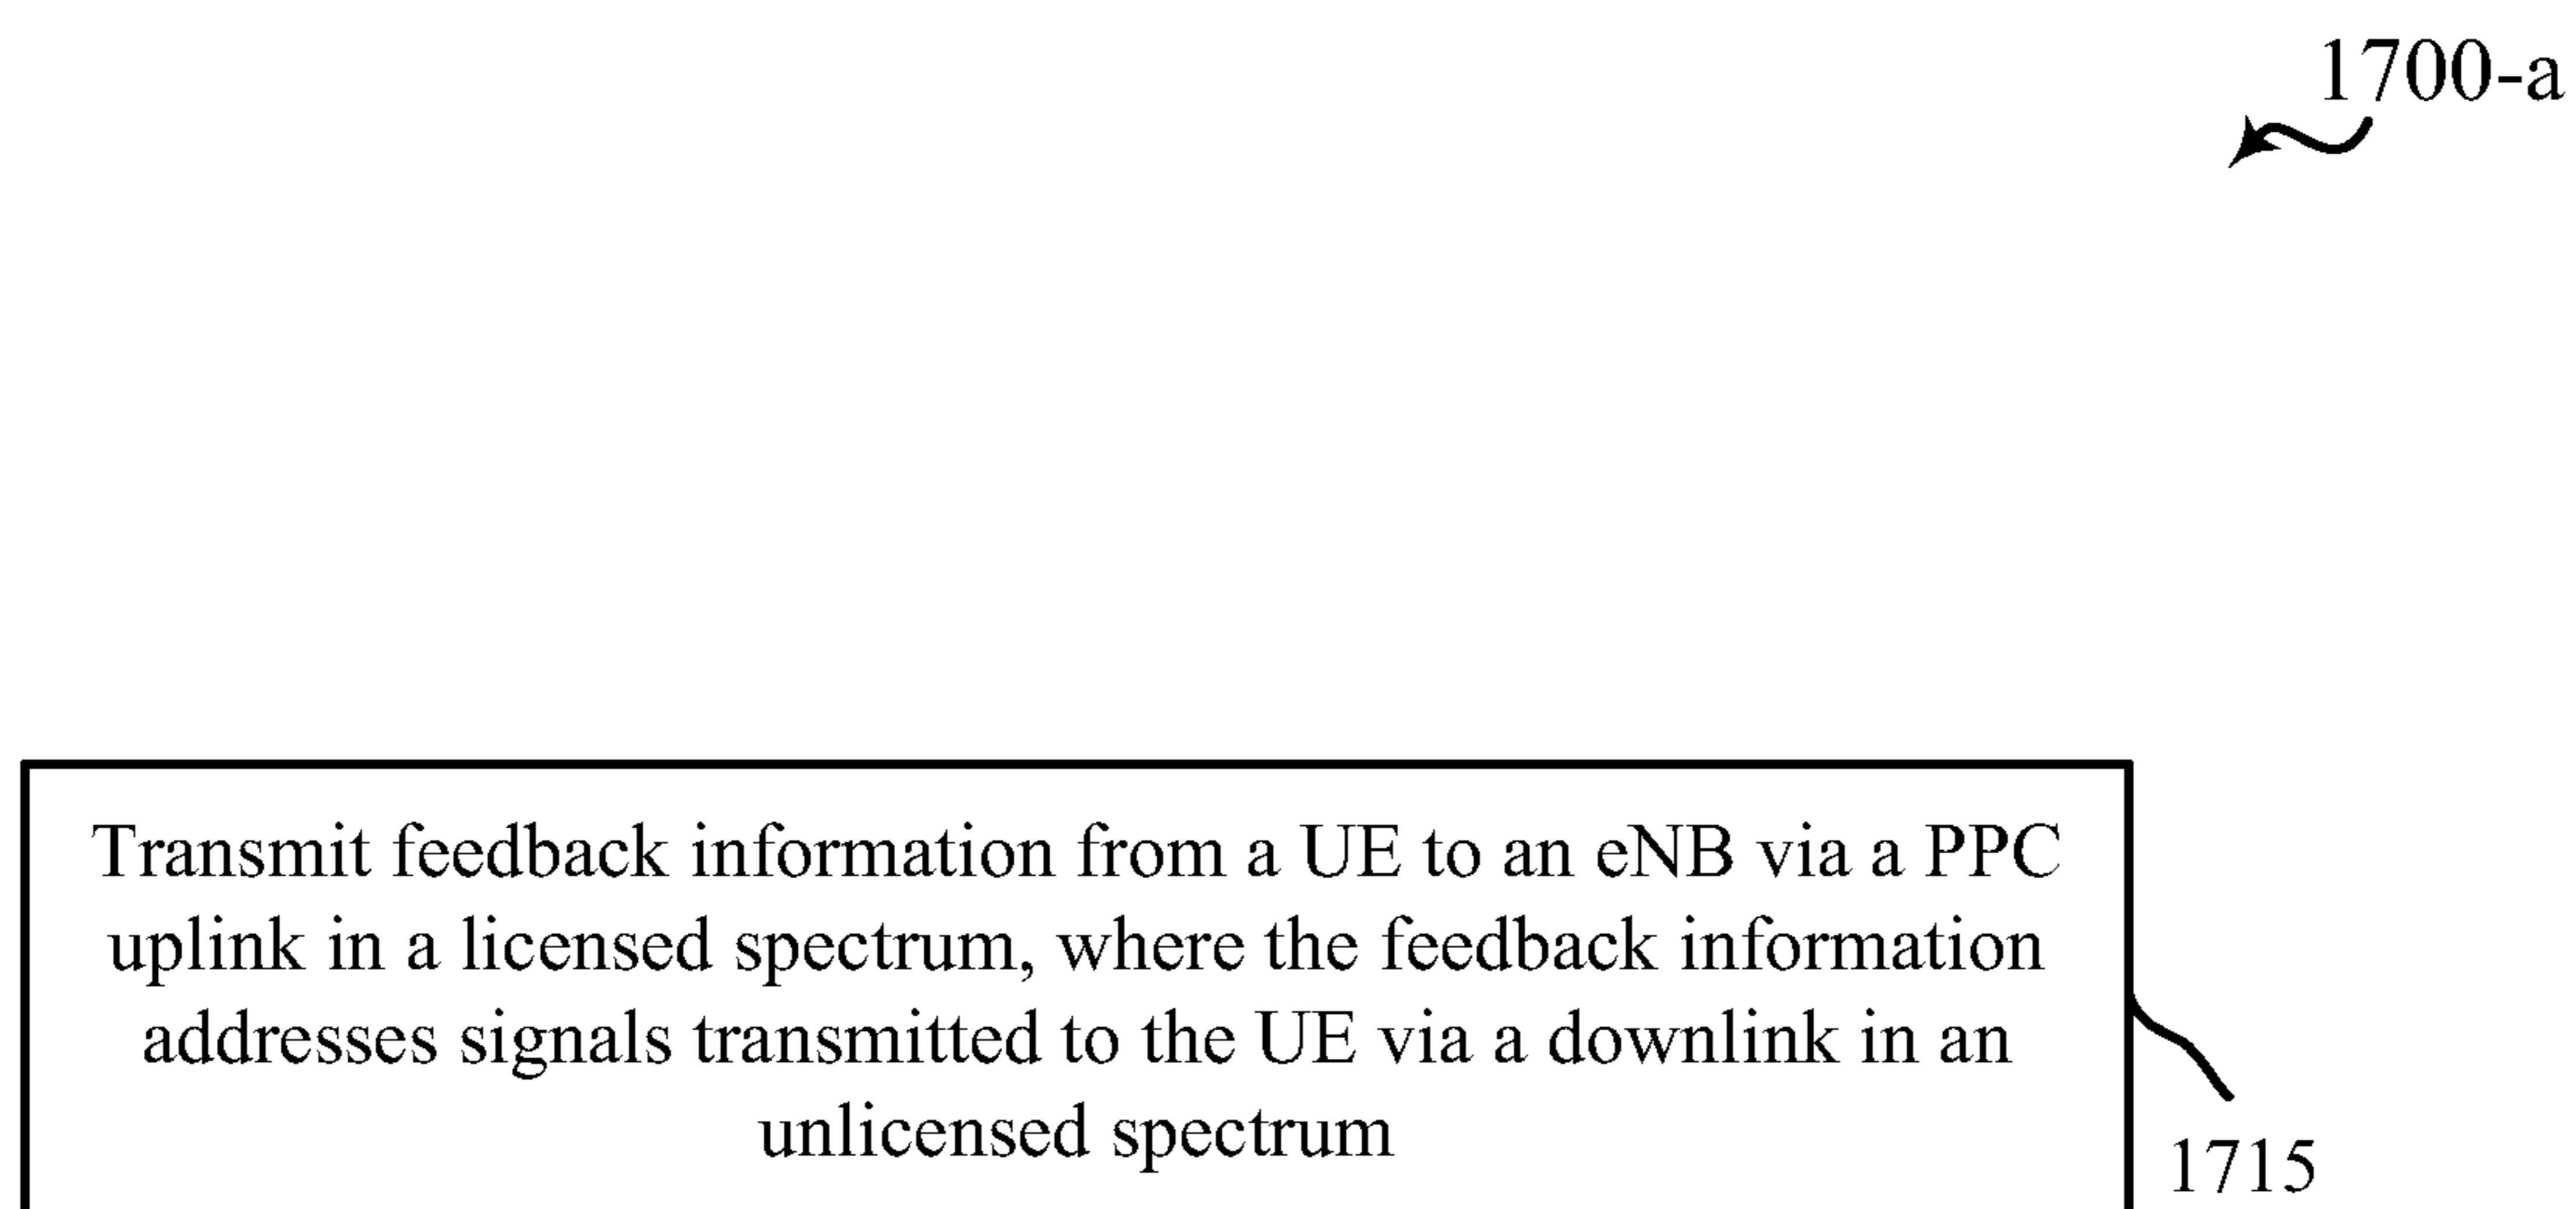 1700-a
Transmit feedback information from a UE to an eNB via a PPC
uplink in a licensed spectrum, where the feedback information
addresses signals transmitted to the UE via a downlink in an
unlicensed spectrum
1715